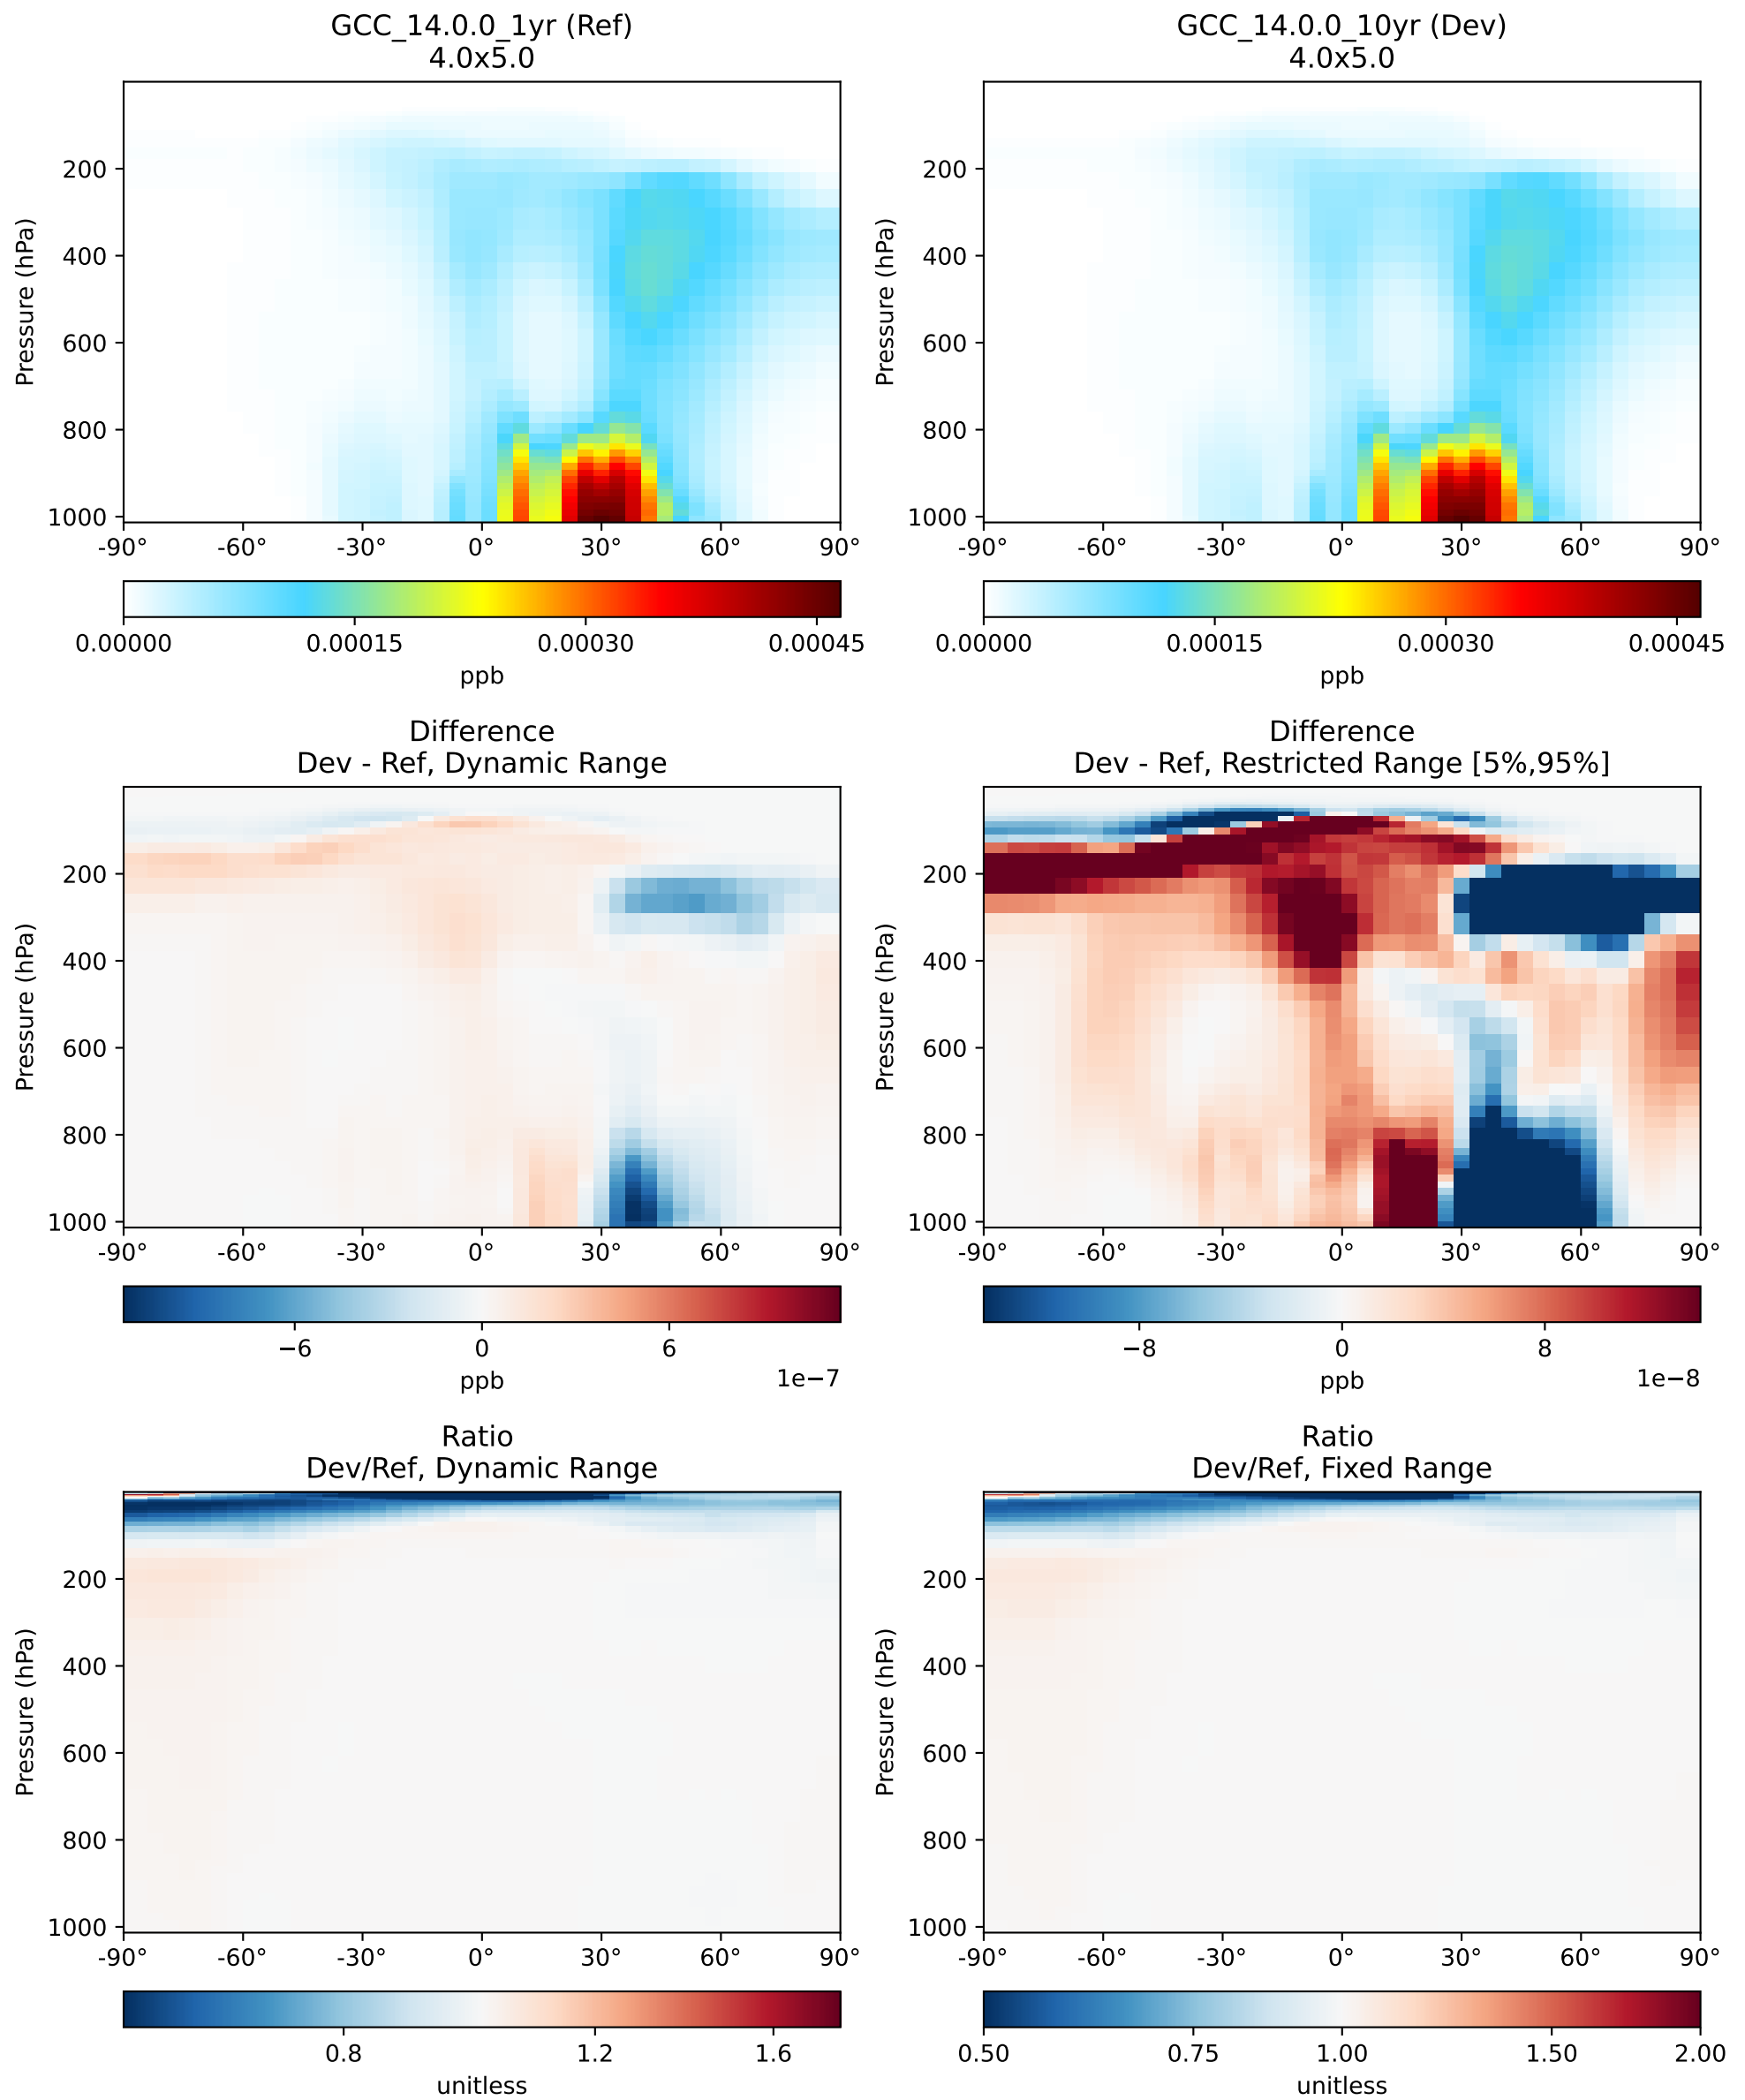 GCC_14.0.0_1yr (Ref)
4.0x5.0
Pressure (hPa)
200
400
600
800
1000
-90° -60° -30° 0° 30° 60° 90°
0.00000 0.00015 0.00030 0.00045
ppb
GCC_14.0.0_10yr (Dev)
4.0x5.0
Pressure (hPa)
200
400
600
800
1000
-90° -60° -30° 0° 30° 60° 90°
0.00000 0.00015 0.00030 0.00045
ppb
Difference
Dev - Ref, Dynamic Range
Pressure (hPa)
200
400
600
800
1000
-90° -60° -30° 0° 30° 60° 90°
−6 0 6
ppb
1e−7
Difference
Dev - Ref, Restricted Range [5%,95%]
Pressure (hPa)
200
400
600
800
1000
-90° -60° -30° 0° 30° 60° 90°
−8 0 8
ppb
1e−8
Ratio
Dev/Ref, Dynamic Range
Pressure (hPa)
200
400
600
800
1000
-90° -60° -30° 0° 30° 60° 90°
0.8 1.2 1.6
unitless
Ratio
Dev/Ref, Fixed Range
Pressure (hPa)
200
400
600
800
1000
-90° -60° -30° 0° 30° 60° 90°
0.50 0.75 1.00 1.50 2.00
unitless